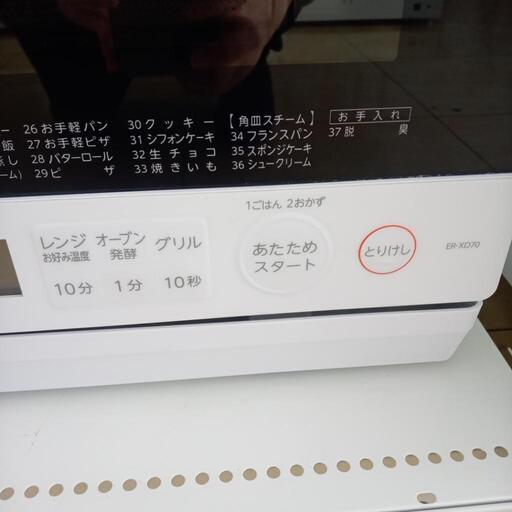 ー 26 お手軽パン 30 クッキー 【角皿スチーム】 お手入れ
飯 27 お手軽ピザ 31 シフォンケーキ 34 フランスパン 37 脱臭
蒸し 28 バターロール 32 生チョコ 35 スポンジケーキ
ーム) 29 ピザ 33 焼きいも 36 シュークリーム
1ごはん 2おかず
レンジ オーブン グリル
お好み温度 発酵
10分 1分 10秒
あたため
スタート
とりけし
ER-XD70